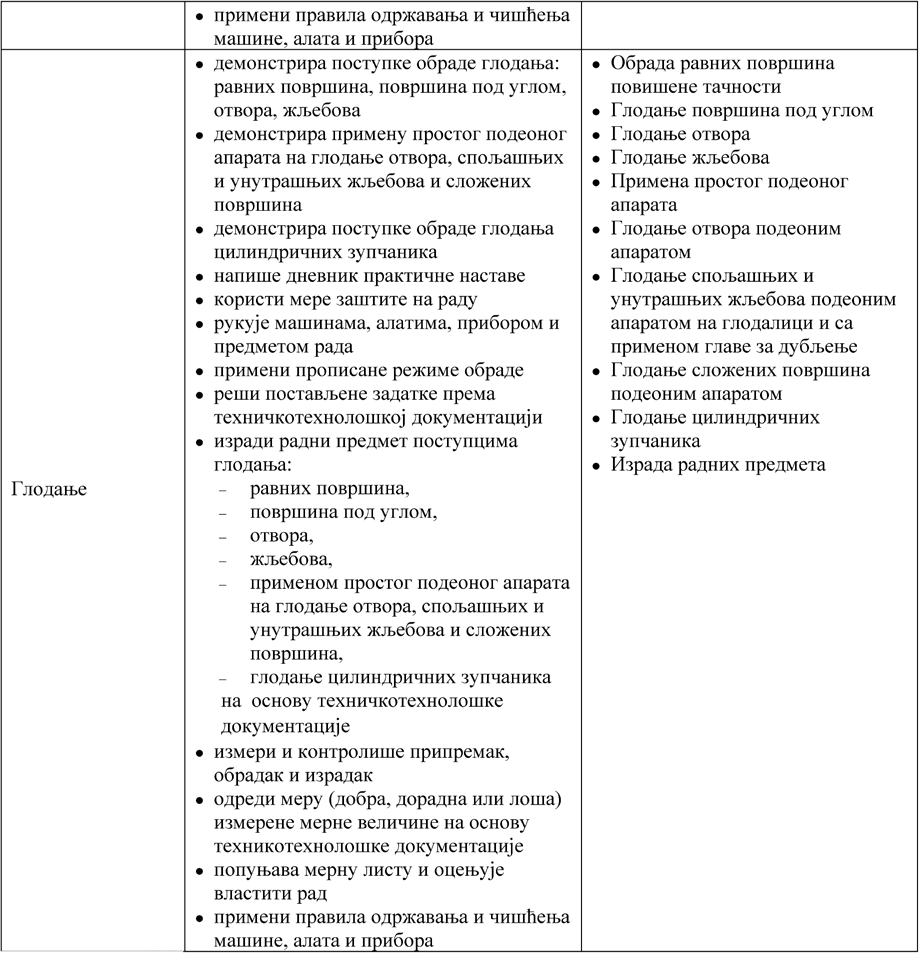 • примени правила одржавања и чишћења
машине, алата и прибора
Глодање
• демонстрира поступке обраде глодања:
равних површина, површина под углом,
отвора, жљебова
• демонстрира примену простог подеоног
апарата на глодање отвора, спољашњих
и унутрашњих жљебова и сложених
површина
• демонстрира поступке обраде глодања
цилиндричних зупчаника
• напише дневник практичне наставе
• користи мере заштите на раду
• рукује машинама, алатима, прибором и
предметом рада
• примени прописане режиме обраде
• реши постављене задатке према
техничкотехнолошкој документацији
• изради радни предмет поступцима
глодања:
– равних површина,
– површина под углом,
– отвора,
– жљебова,
– применом простог подеоног апарата
на глодање отвора, спољашњих и
унутрашњих жљебова и сложених
површина,
– глодање цилиндричних зупчаника
на основу техничкотехнолошке
документације
• измери и контролише припремак,
обрадак и израдак
• одреди меру (добра, дорадна или лоша)
измерене мерне величине на основу
техникотехнолошке документације
• попуњава мерну листу и оцењује
властити рад
• примени правила одржавања и чишћења
машине, алата и прибора
• Обрада равних површина
повишене тачности
• Глодање површина под углом
• Глодање отвора
• Глодање жљебова
• Примена простог подеоног
апарата
• Глодање отвора подеоним
апаратом
• Глодање спољашњих и
унутрашњих жљебова подеоним
апаратом на глодалици и са
применом главе за дубљење
• Глодање сложених површина
подеоним апаратом
• Глодање цилиндричних
зупчаника
• Израда радних предмета